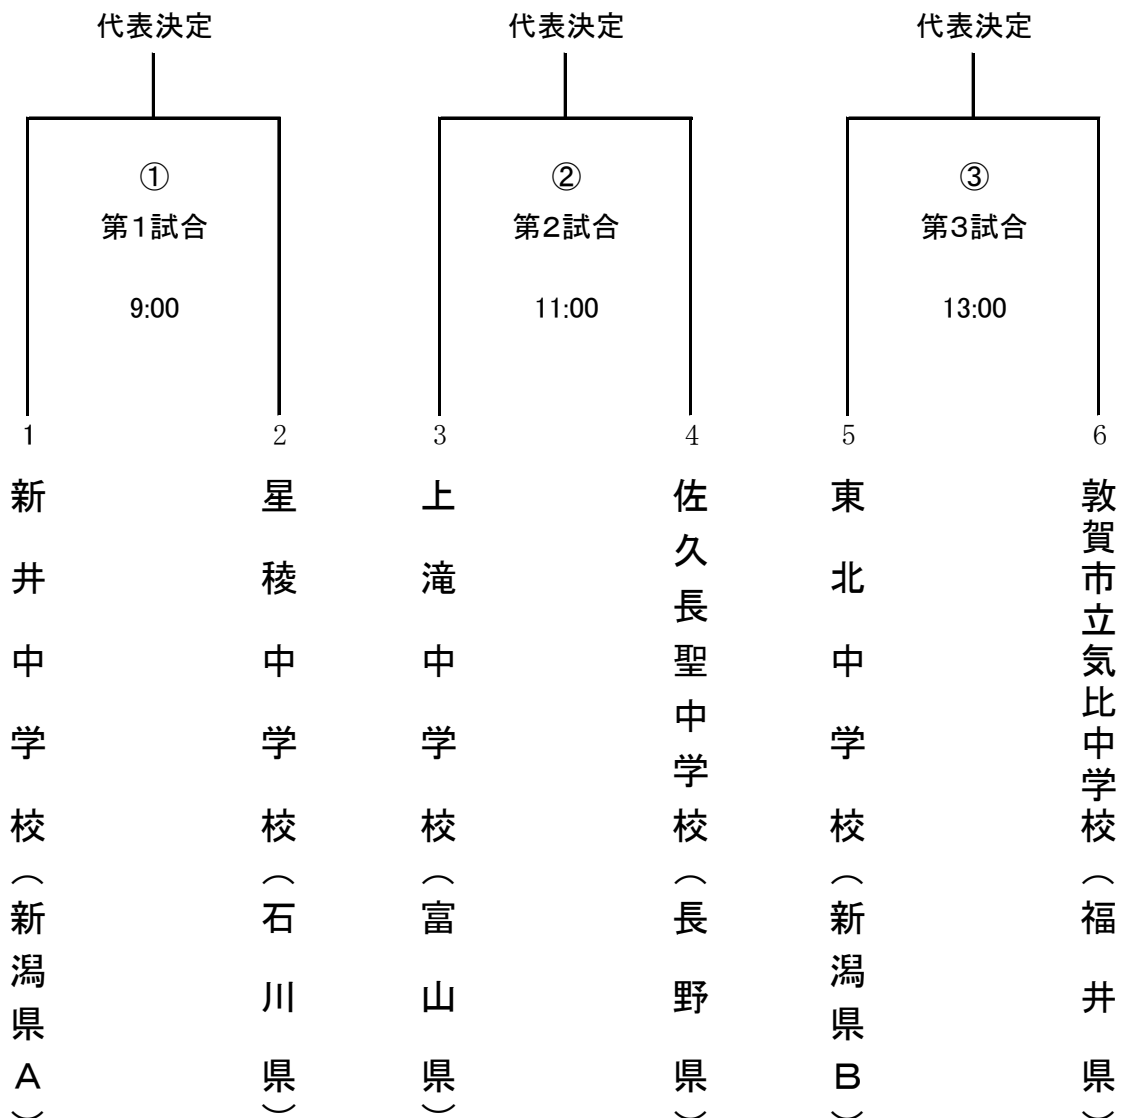 代表決定
代表決定
代表決定
①
第1試合
9:00
②
第2試合
11:00
③
第3試合
13:00
1
2
3
4
5
6
新井中学校（新潟県A）
星稜中学校（石川県）
上滝中学校（富山県）
佐久長聖中学校（長野県）
東北中学校（新潟県B）
敦賀市立気比中学校（福井県）